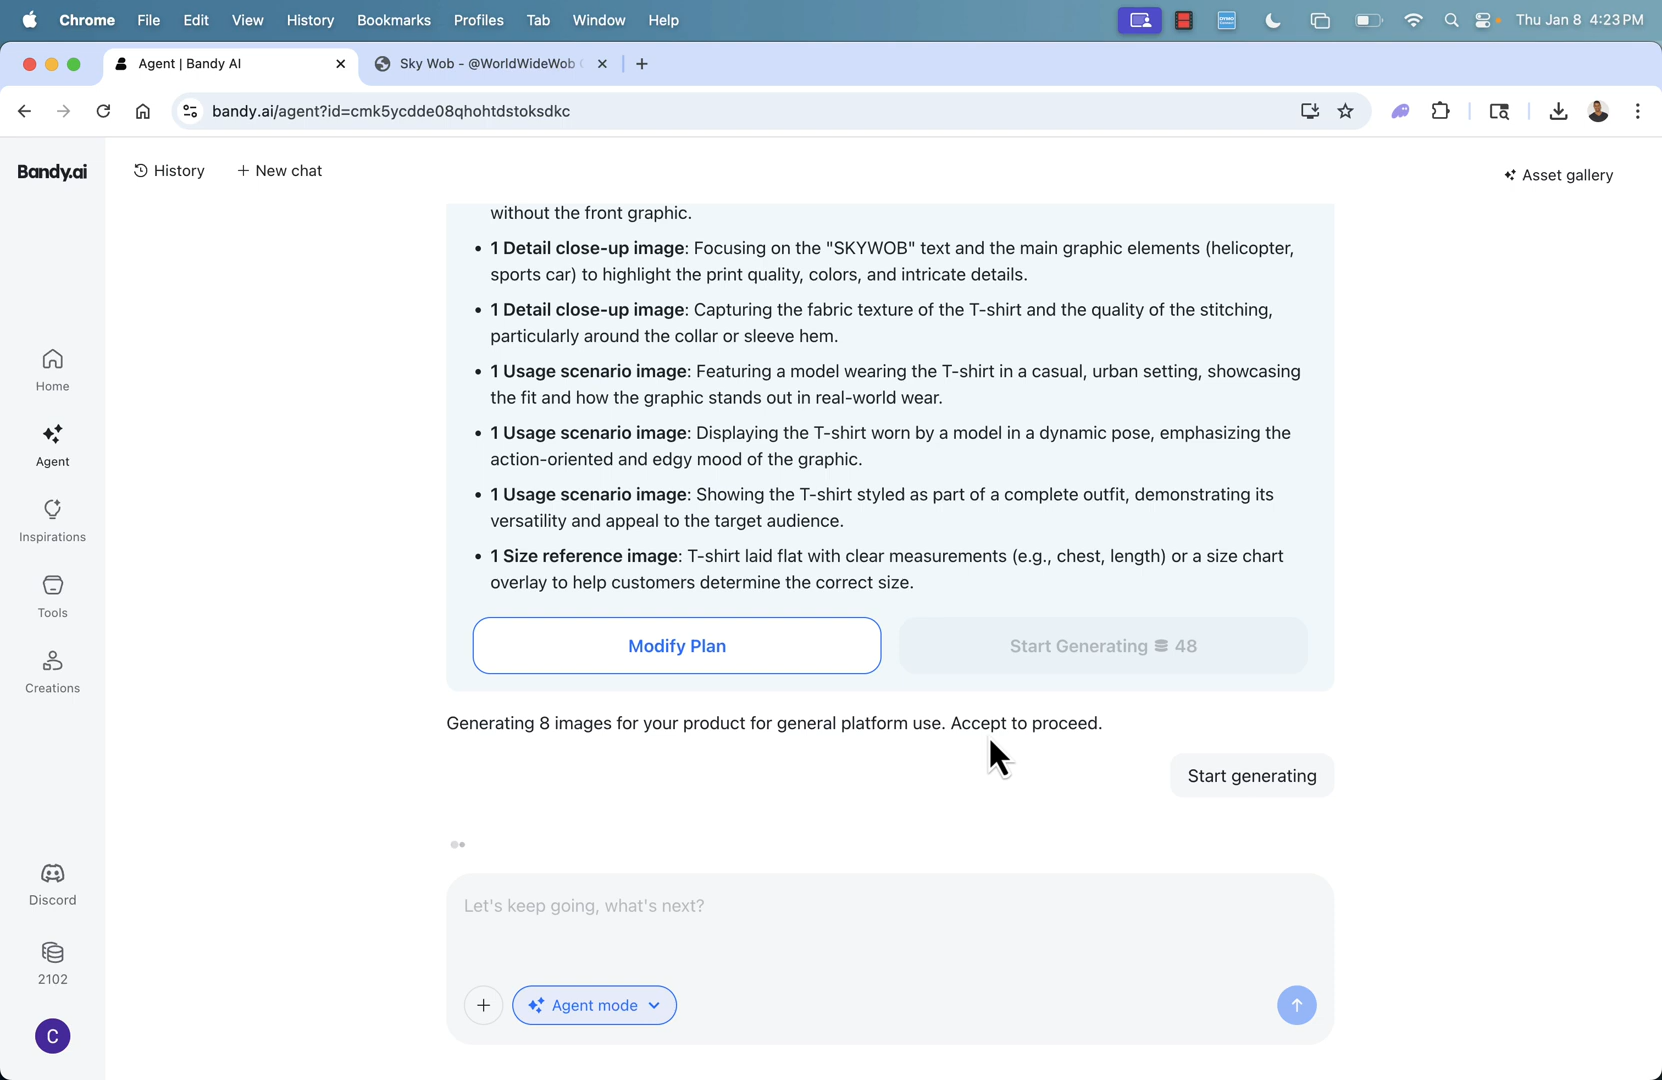 Chrome File Edit View History Bookmarks Profiles Tab Window Help Thu Jan 8 4:23 PM
Agent | Bandy AI Sky Wob - @WorldWideWob
bandy.ai/agent?id=cmk5ycdde08qhohtdstoksdkc
Bandy.ai
History
+ New chat
Asset gallery
without the front graphic.
• 1 Detail close-up image: Focusing on the "SKYWOB" text and the main graphic elements (helicopter,
sports car) to highlight the print quality, colors, and intricate details.
• 1 Detail close-up image: Capturing the fabric texture of the T-shirt and the quality of the stitching,
particularly around the collar or sleeve hem.
• 1 Usage scenario image: Featuring a model wearing the T-shirt in a casual, urban setting, showcasing
the fit and how the graphic stands out in real-world wear.
• 1 Usage scenario image: Displaying the T-shirt worn by a model in a dynamic pose, emphasizing the
action-oriented and edgy mood of the graphic.
• 1 Usage scenario image: Showing the T-shirt styled as part of a complete outfit, demonstrating its
versatility and appeal to the target audience.
• 1 Size reference image: T-shirt laid flat with clear measurements (e.g., chest, length) or a size chart
overlay to help customers determine the correct size.
Modify Plan
Start Generating 48
Generating 8 images for your product for general platform use. Accept to proceed.
Start generating
Let's keep going, what's next?
Agent mode
Home
Agent
Inspirations
Tools
Creations
Discord
2102
C